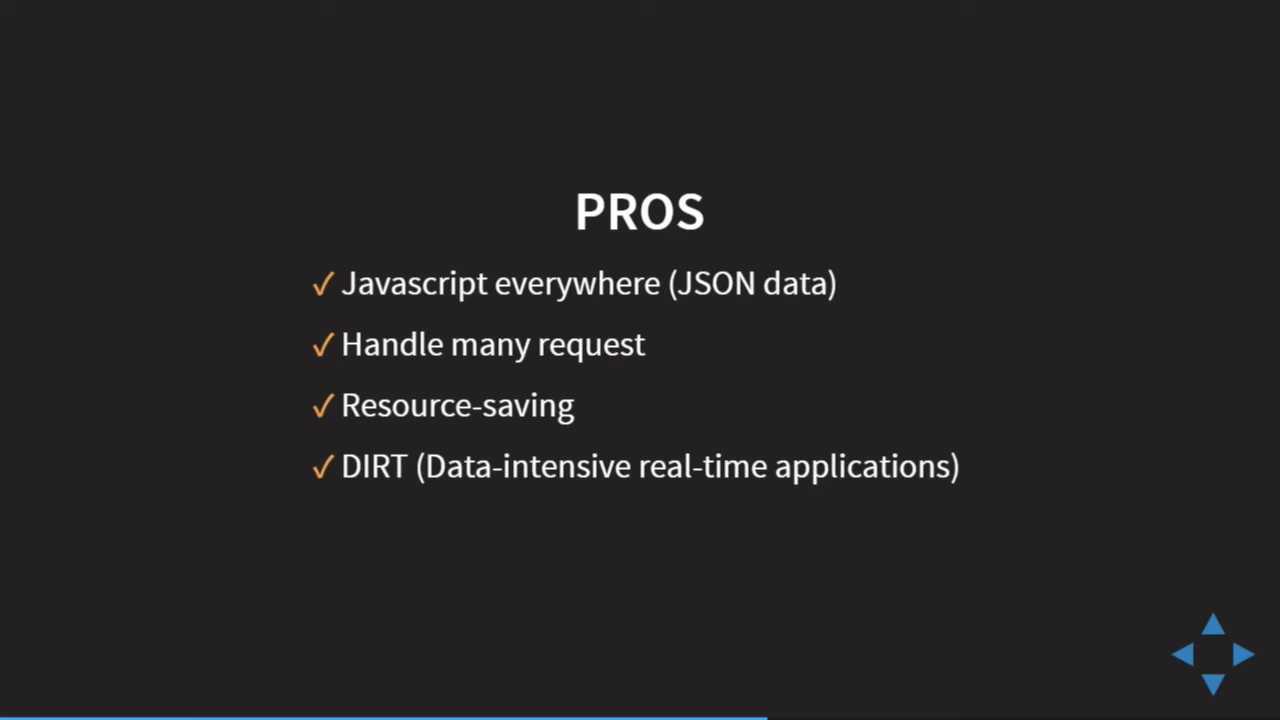 PROS
✓ Javascript everywhere (JSON data)
✓ Handle many request
✓ Resource-saving
✓ DIRT (Data-intensive real-time applications)